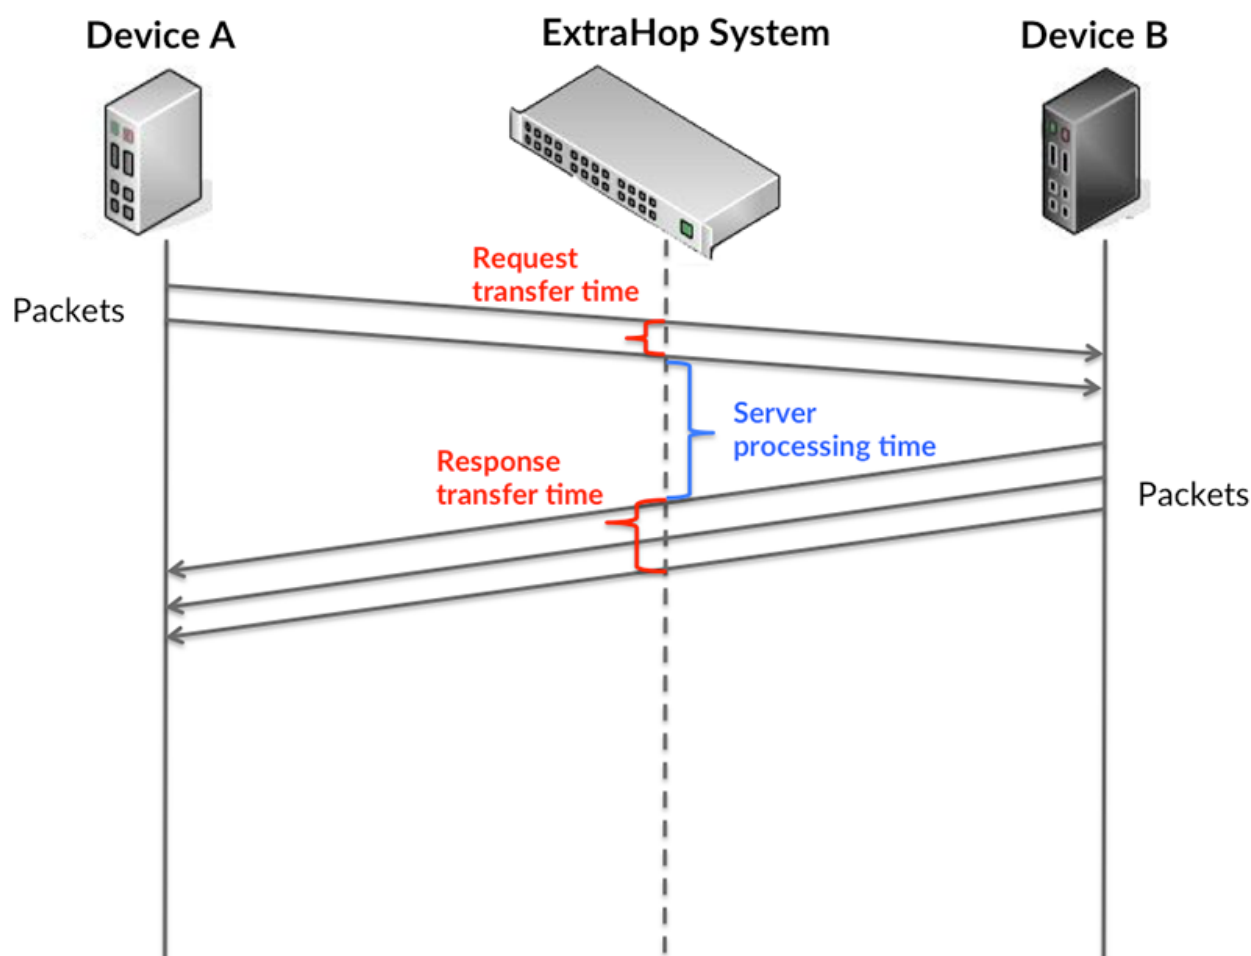 Device A
ExtraHop System
Device B
Request
transfer time
Packets
Server
processing time
Response
transfer time
Packets